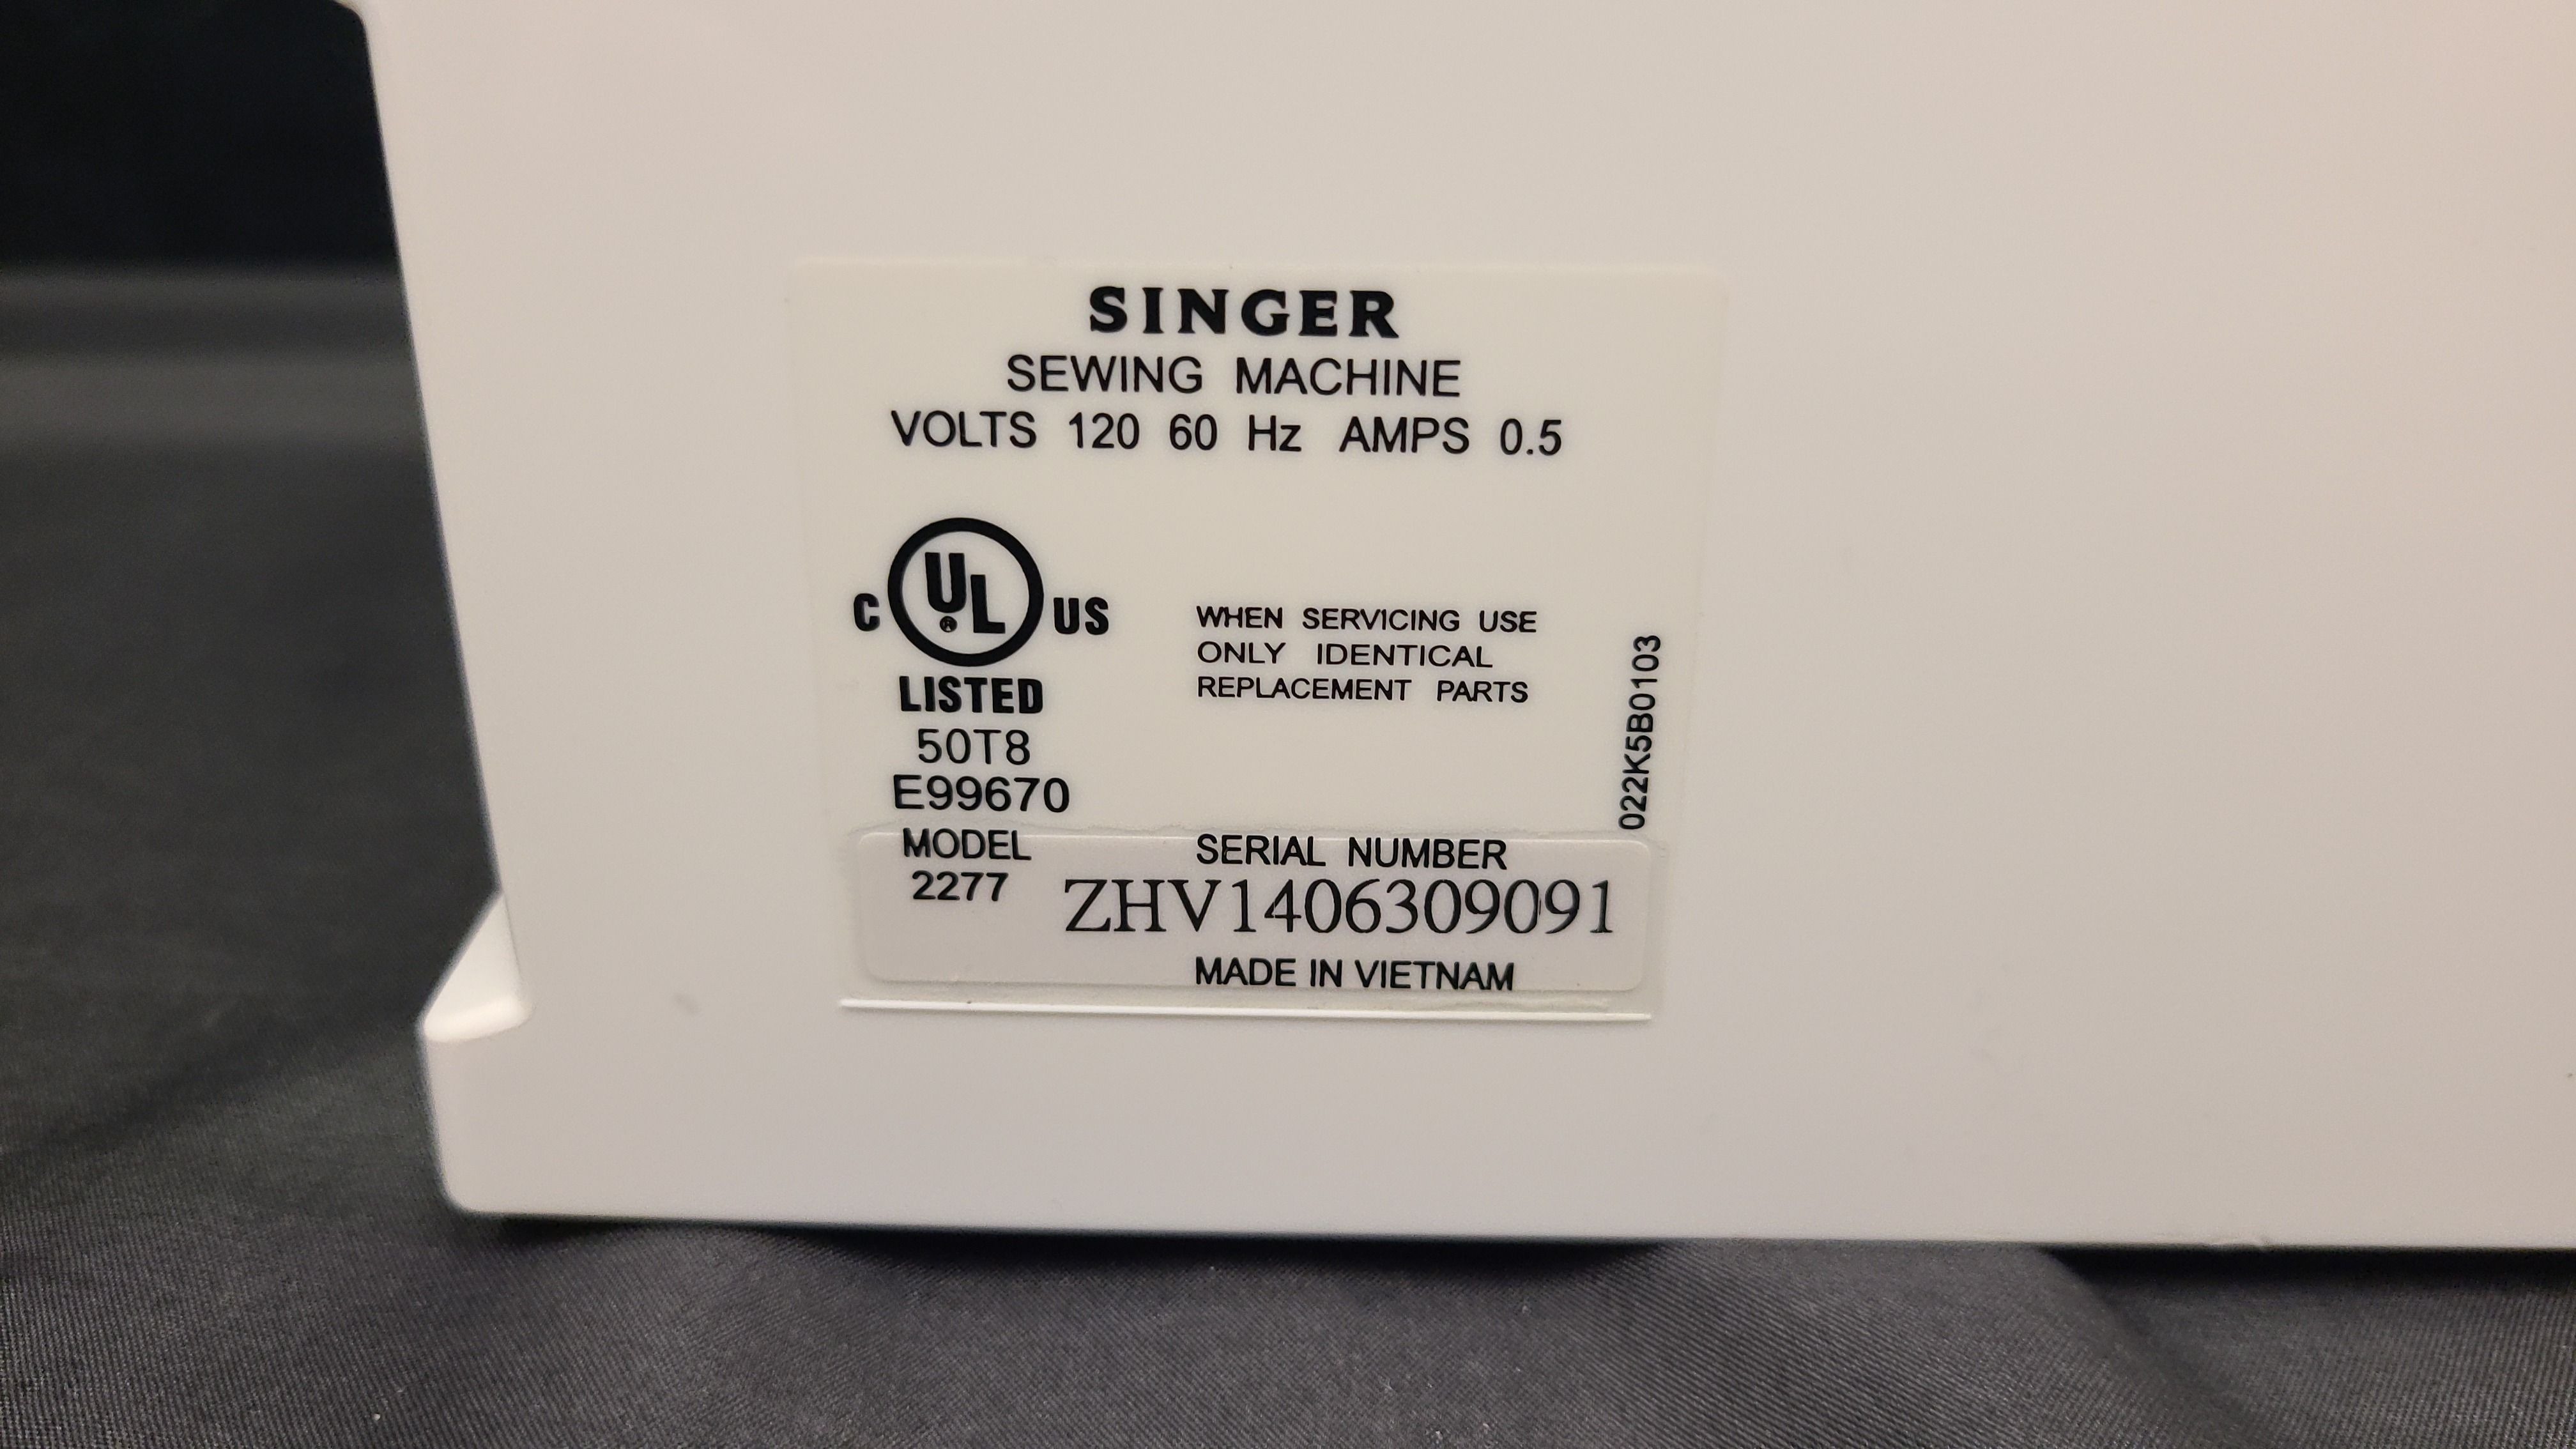 SINGER
SEWING MACHINE
VOLTS 120 60 Hz AMPS 0.5
C UL ® US
LISTED
50T8
E99670
WHEN SERVICING USE
ONLY IDENTICAL
REPLACEMENT PARTS
022K5B0103
MODEL
2277
SERIAL NUMBER
ZHV1406309091
MADE IN VIETNAM